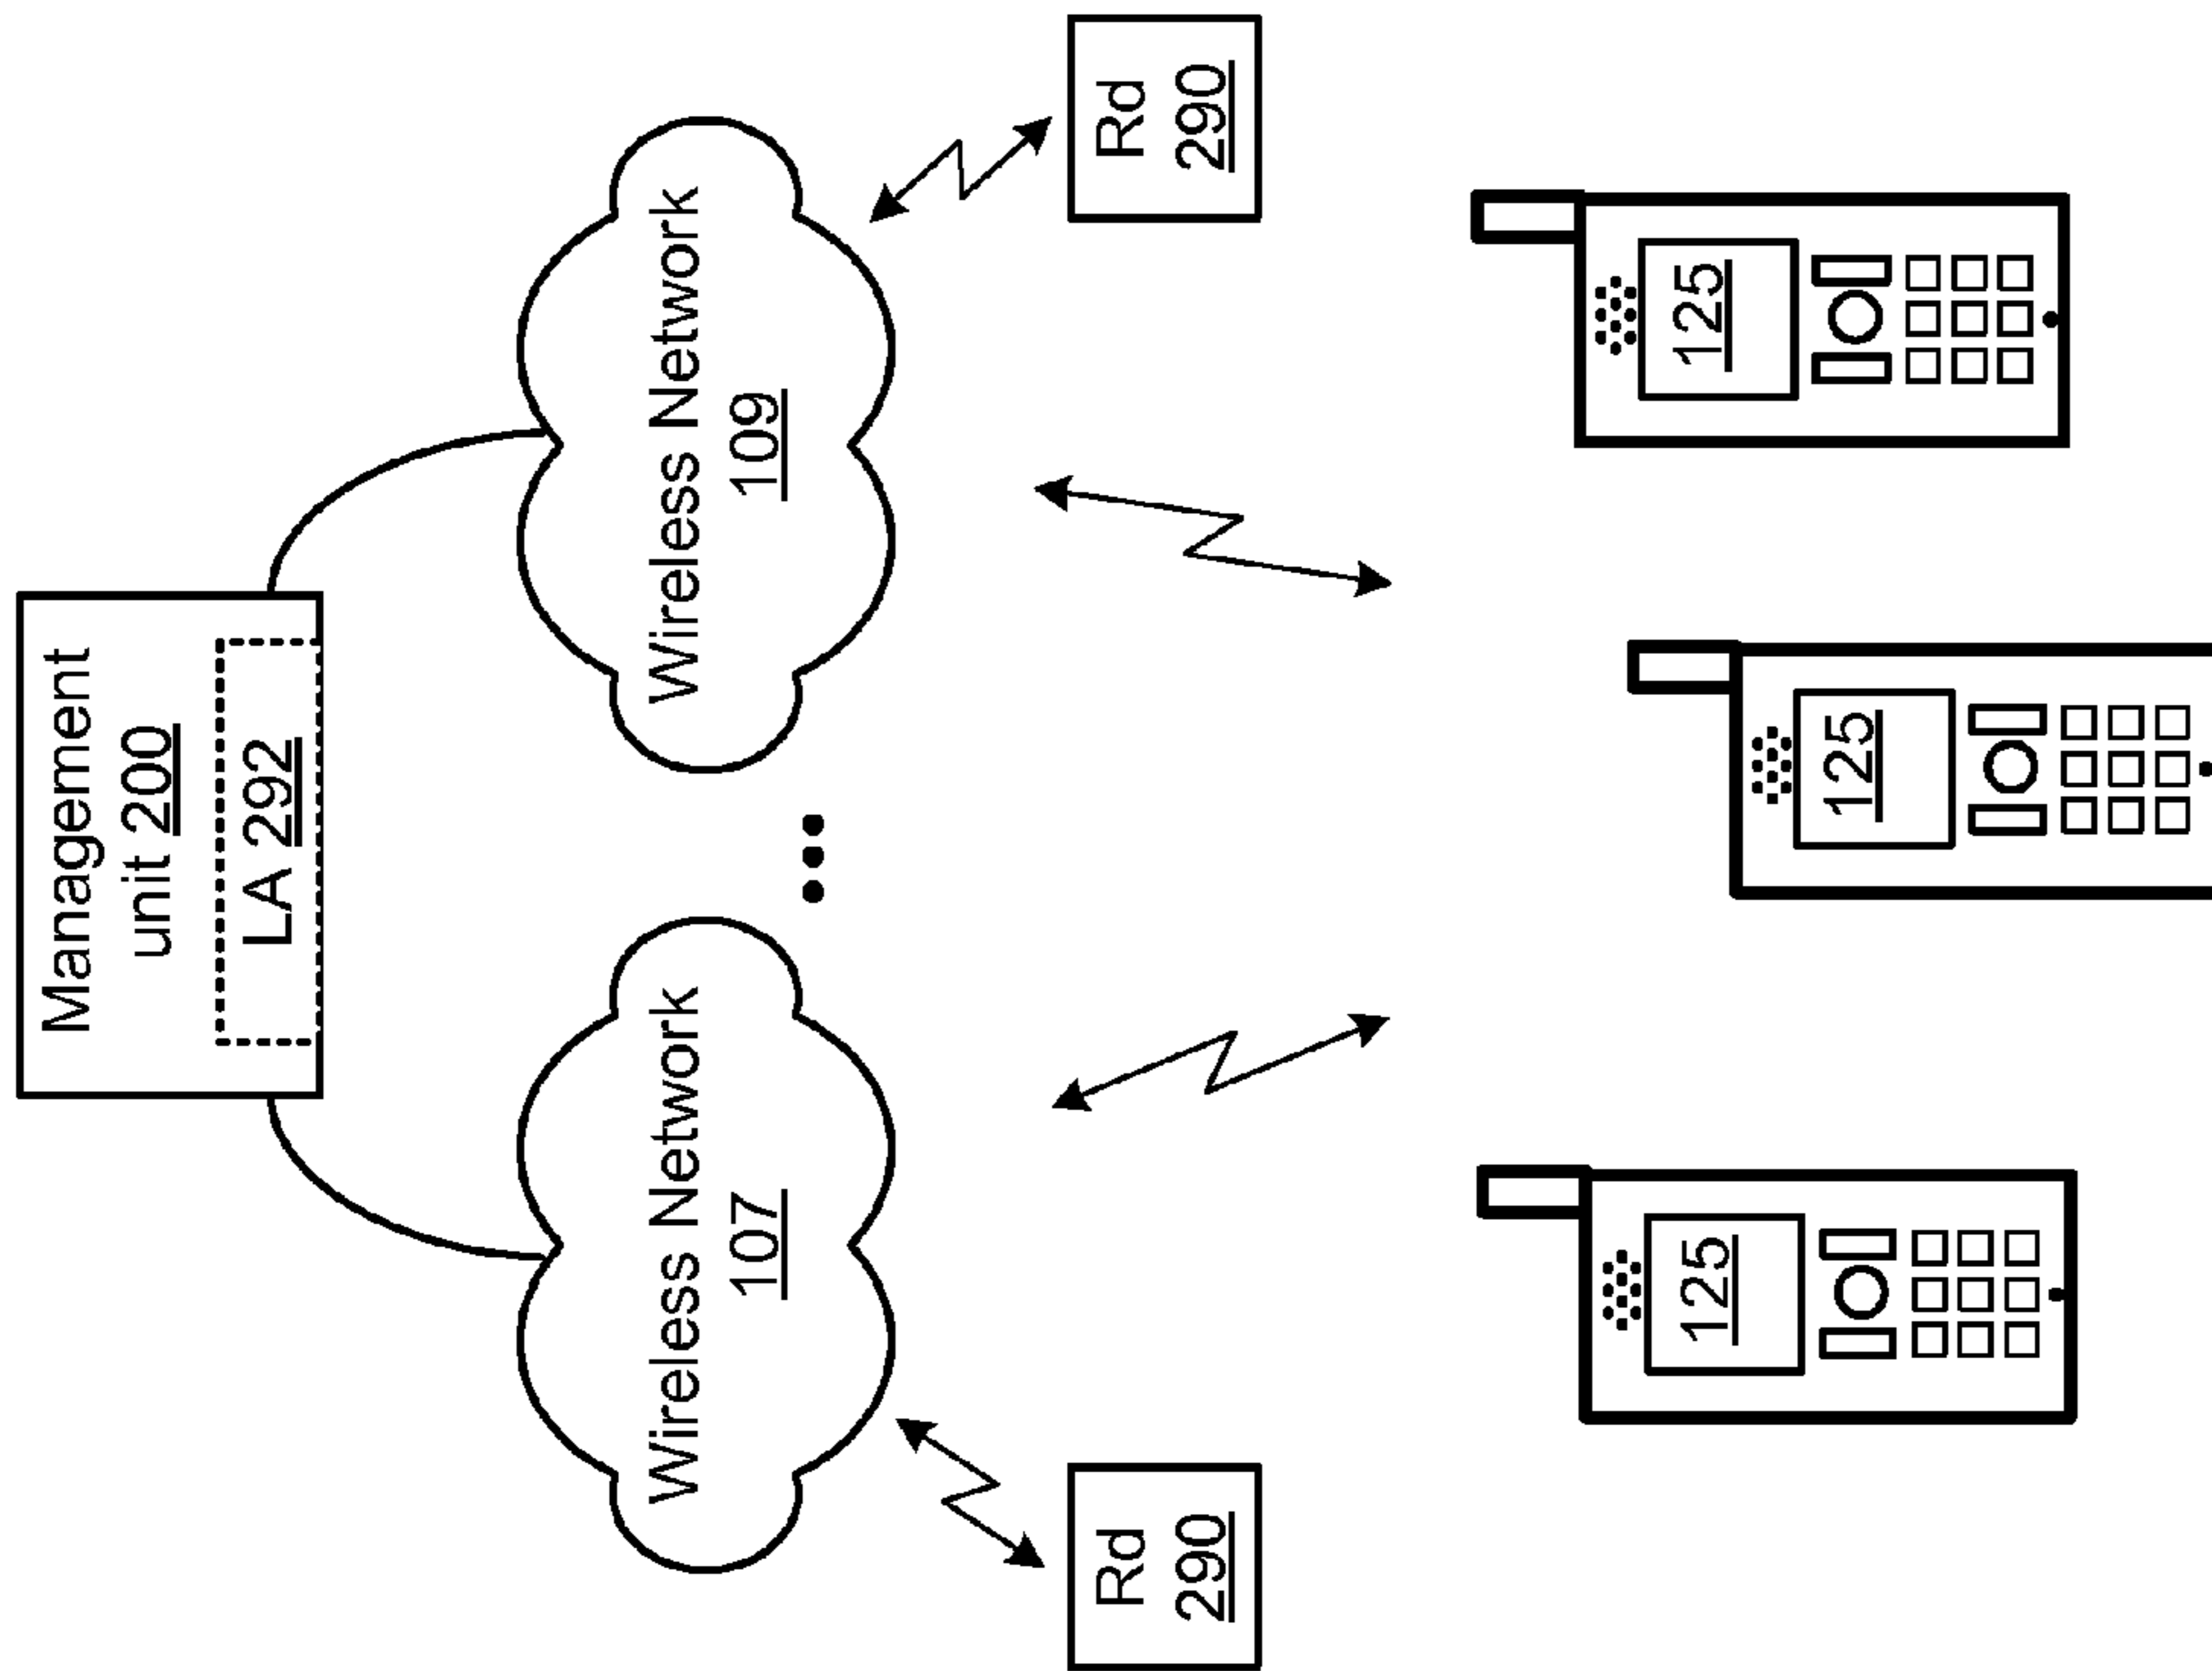 Management
unit 200
LA 292
Wireless Network
107
Wireless Network
109
Rd
290
Rd
290
125
125
125